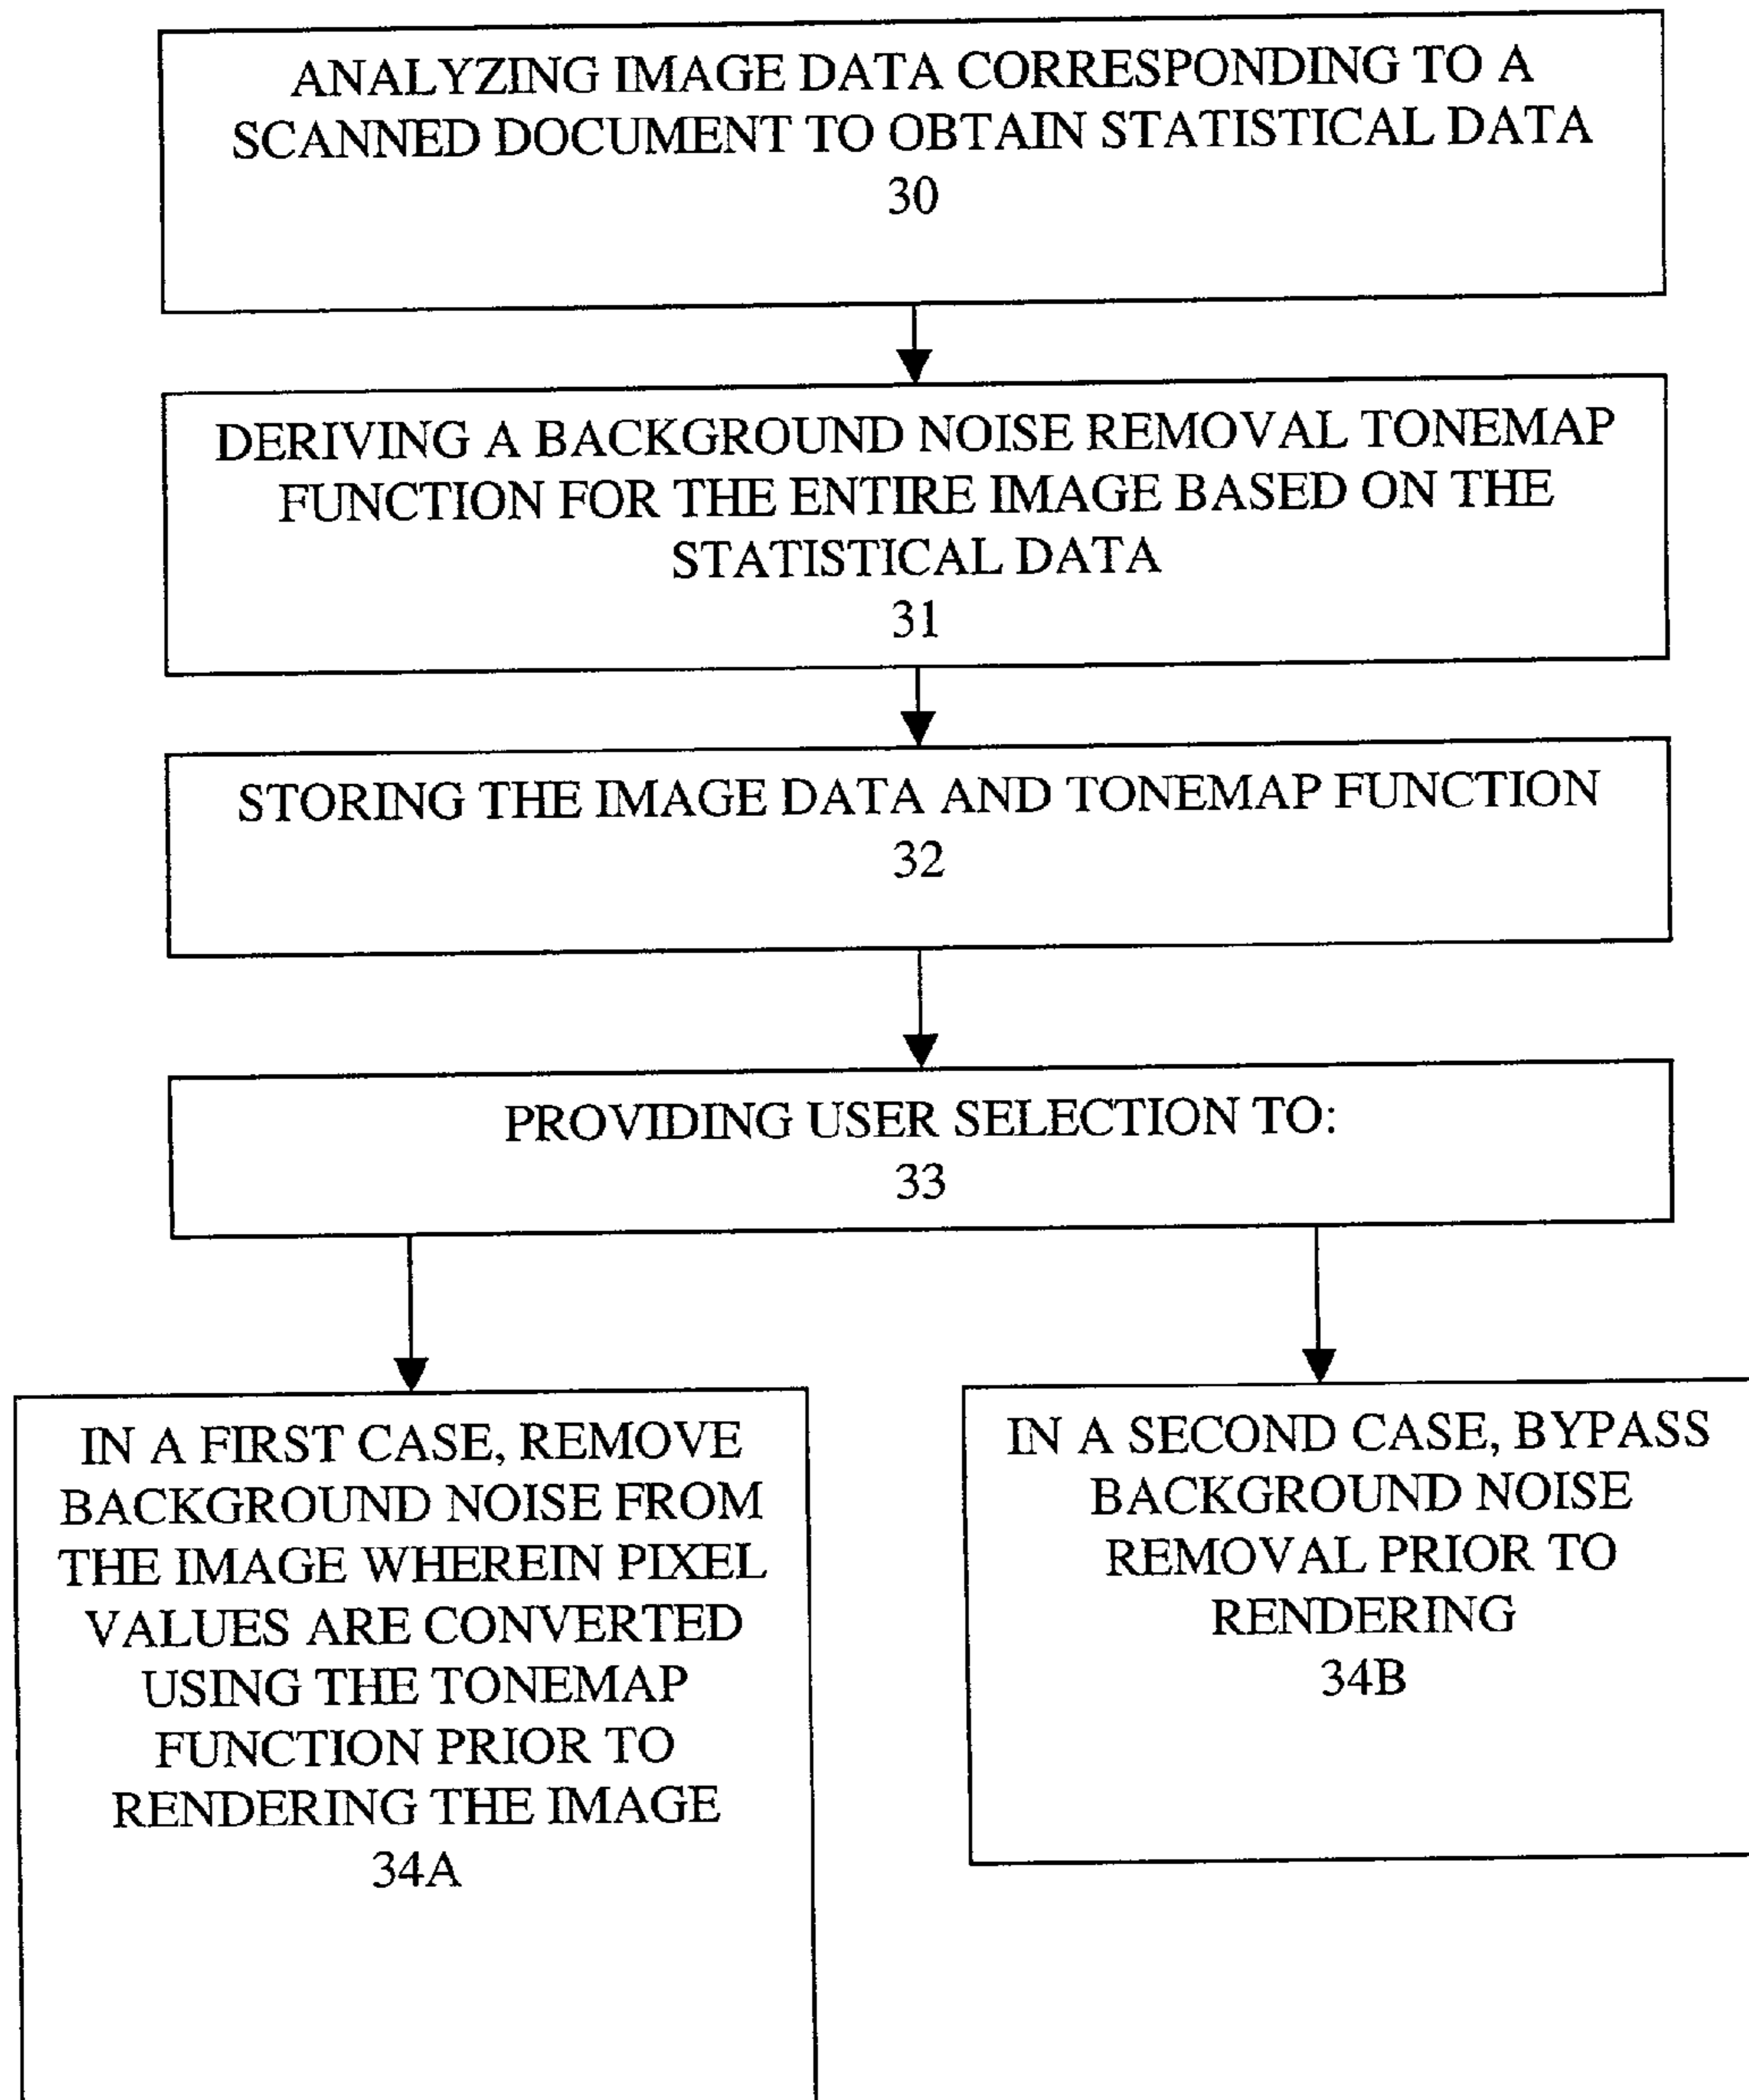 ANALYZING IMAGE DATA CORRESPONDING TO A
SCANNED DOCUMENT TO OBTAIN STATISTICAL DATA
30
DERIVING A BACKGROUND NOISE REMOVAL TONEMAP
FUNCTION FOR THE ENTIRE IMAGE BASED ON THE
STATISTICAL DATA
31
STORING THE IMAGE DATA AND TONEMAP FUNCTION
32
PROVIDING USER SELECTION TO:
33
IN A FIRST CASE, REMOVE
BACKGROUND NOISE FROM
THE IMAGE WHEREIN PIXEL
VALUES ARE CONVERTED
USING THE TONEMAP
FUNCTION PRIOR TO
RENDERING THE IMAGE
34A
IN A SECOND CASE, BYPASS
BACKGROUND NOISE
REMOVAL PRIOR TO
RENDERING
34B